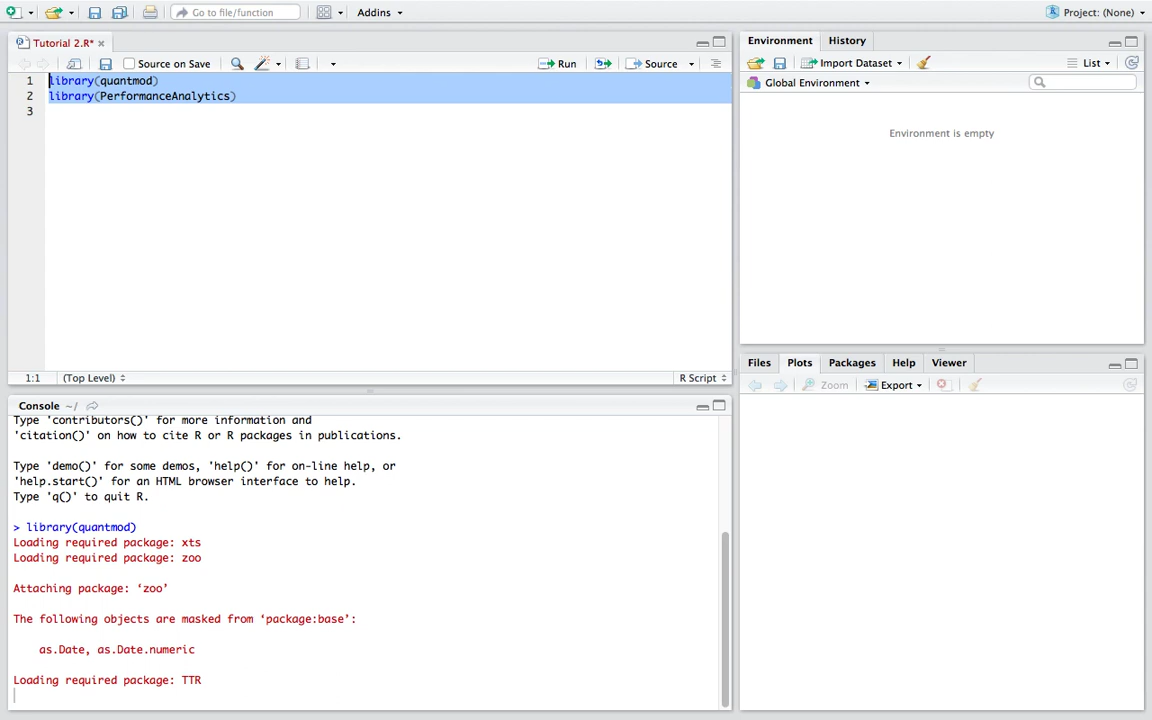 Go to file/function
Addins
Project: (None)
Tutorial 2.R*
Source on Save
Run
Source
1 library(quantmod)
2 library(PerformanceAnalytics)
3
1:1 (Top Level)
R Script
Console ~/
Type 'contributors()' for more information and
'citation()' on how to cite R or R packages in publications.
Type 'demo()' for some demos, 'help()' for on-line help, or
'help.start()' for an HTML browser interface to help.
Type 'q()' to quit R.
> library(quantmod)
Loading required package: xts
Loading required package: zoo
Attaching package: ‘zoo’
The following objects are masked from ‘package:base’:
as.Date, as.Date.numeric
Loading required package: TTR
Environment History
Import Dataset
List
Global Environment
Environment is empty
Files Plots Packages Help Viewer
Zoom Export